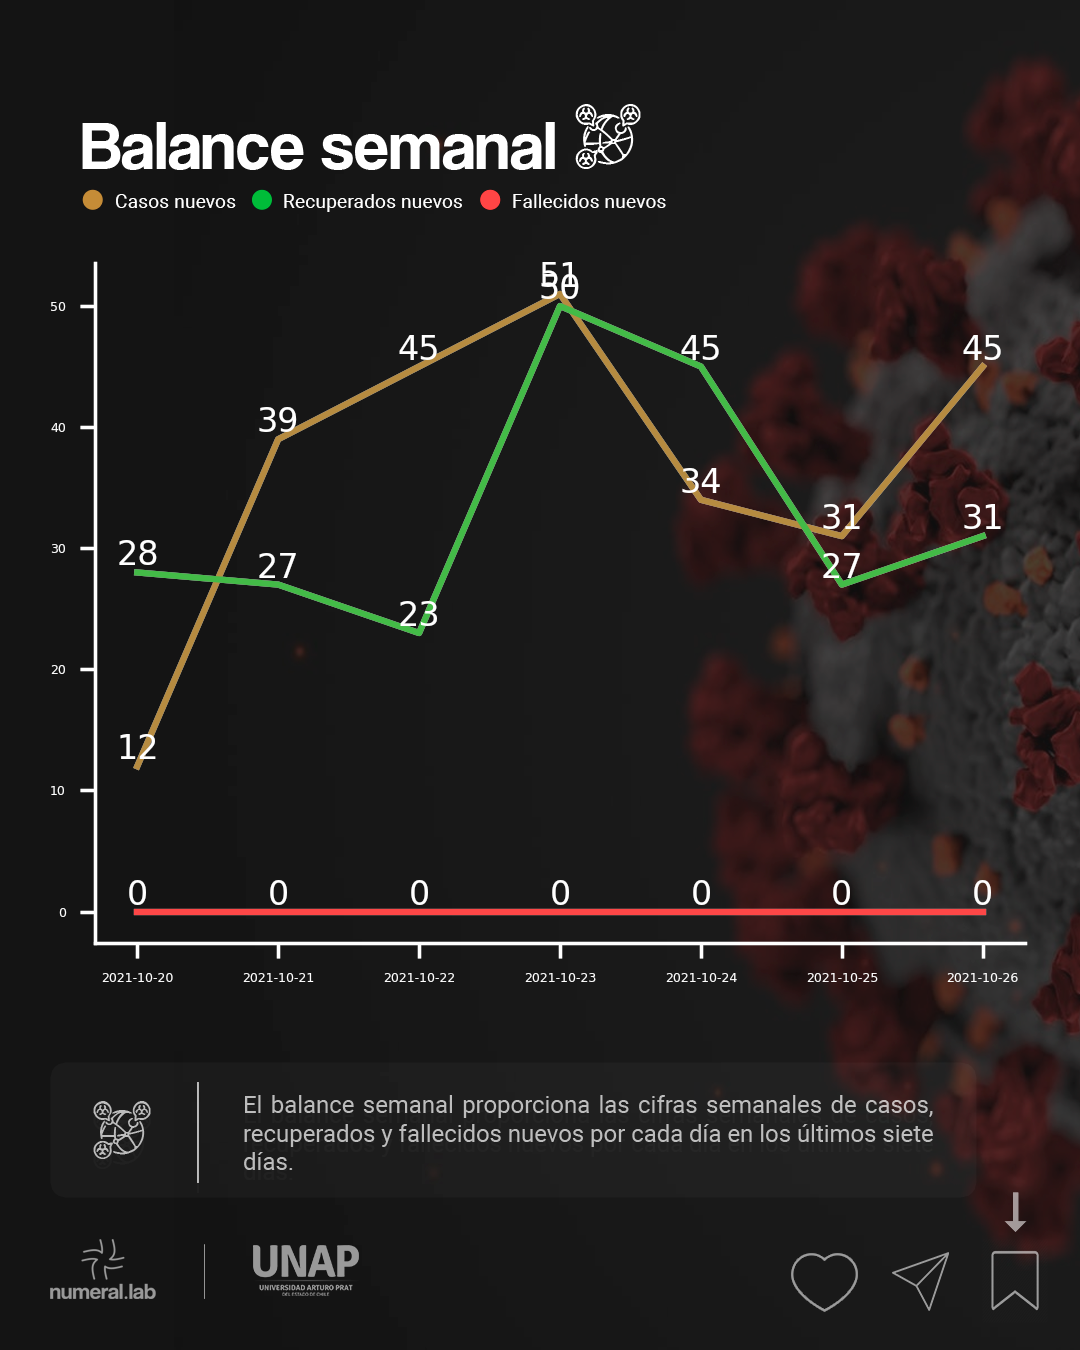 Balance semanal
Casos nuevos Recuperados nuevos Fallecidos nuevos
51
50
50
45 45 45
39
40
34
31 31
28 27 27
30
23
20
12
10
0 0 0 0 0 0 0
0
2021-10-20 2021-10-21 2021-10-22 2021-10-23 2021-10-24 2021-10-25 2021-10-26
El balance semanal proporciona las cifras semanales de casos,
recuperados y fallecidos nuevos por cada día en los últimos siete
días.
numeral.lab
UNAP
UNIVERSIDAD ARTURO PRAT
DEL ESTADO DE CHILE